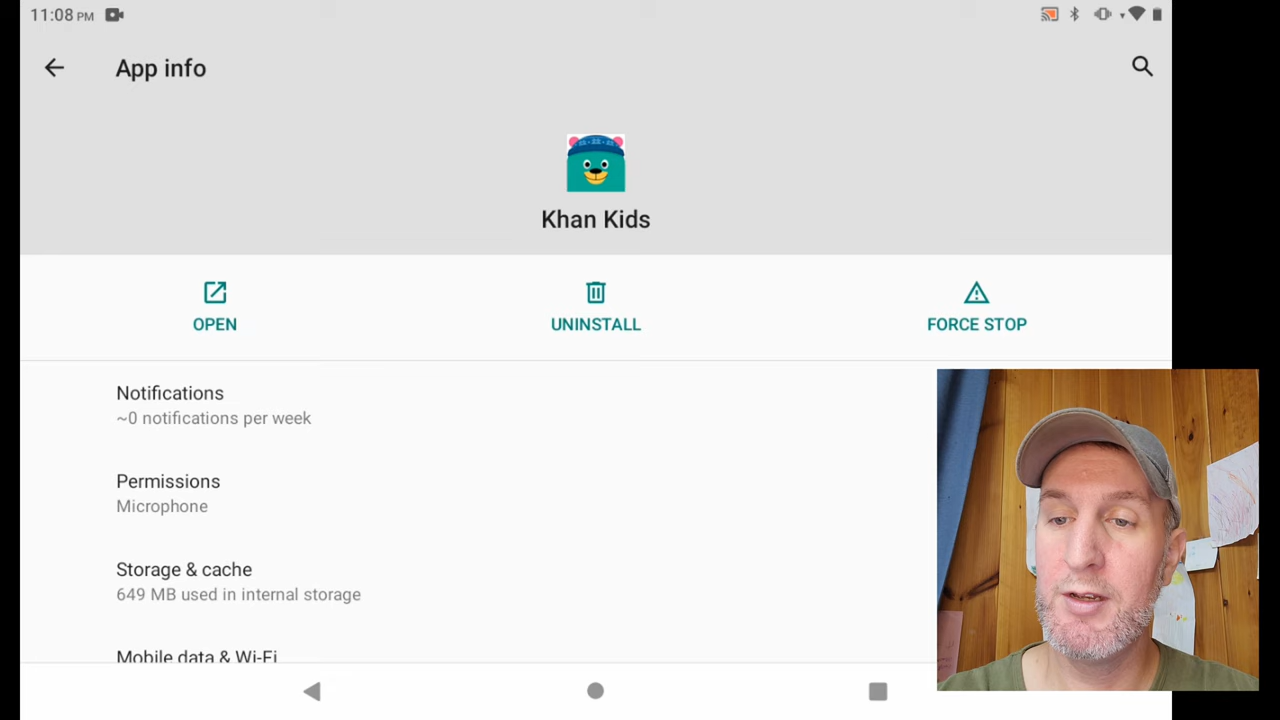 11:08 PM
App info
Khan Kids
OPEN
UNINSTALL
FORCE STOP
Notifications
~0 notifications per week
Permissions
Microphone
Storage & cache
649 MB used in internal storage
Mobile data & Wi-Fi